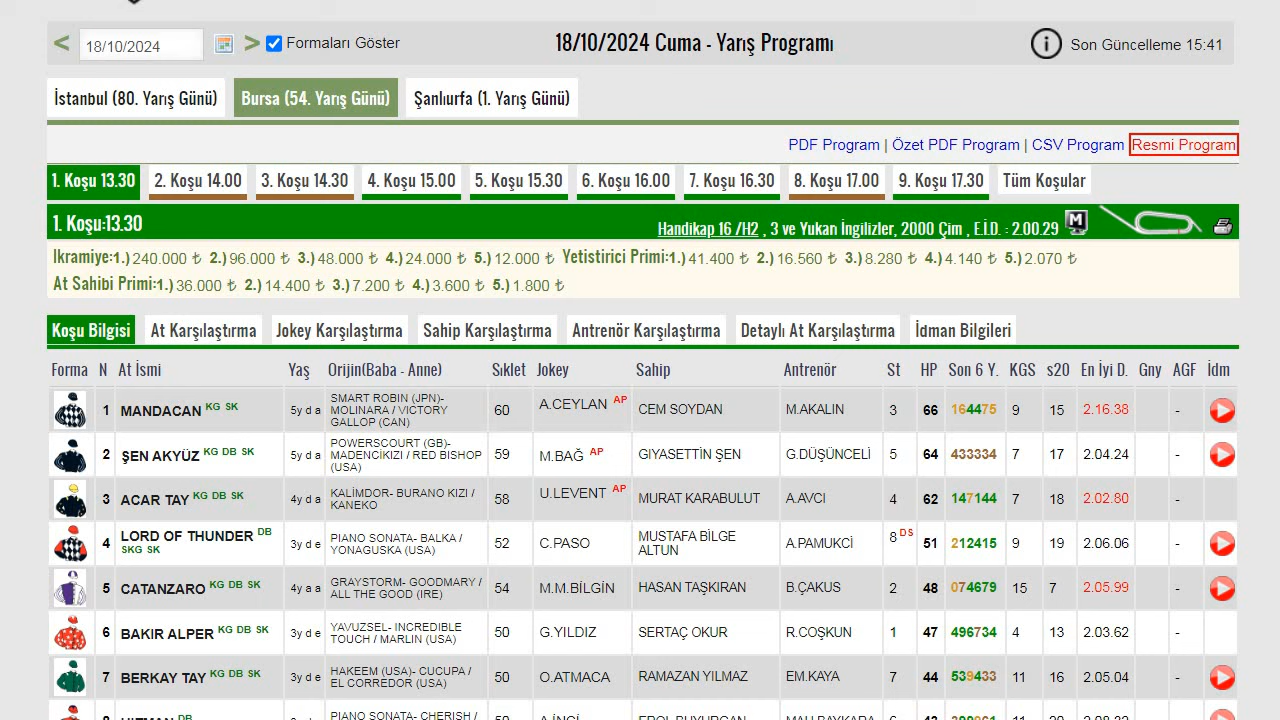 < 18/10/2024 > Formaları Göster 18/10/2024 Cuma - Yarış Programı Son Güncelleme 15:41
İstanbul (80. Yarış Günü) Bursa (54. Yarış Günü) Şanlıurfa (1. Yarış Günü)
PDF Program | Özet PDF Program | CSV Program Resmi Program
1. Koşu 13.30 2. Koşu 14.00 3. Koşu 14.30 4. Koşu 15.00 5. Koşu 15.30 6. Koşu 16.00 7. Koşu 16.30 8. Koşu 17.00 9. Koşu 17.30 Tüm Koşular
1. Koşu:13.30 Handikap 16 /H2 , 3 ve Yukarı İngilizler, 2000 Çim , E.İ.D. : 2.00.29 M
Ikramiye:1.) 240.000 ₺ 2.) 96.000 ₺ 3.) 48.000 ₺ 4.) 24.000 ₺ 5.) 12.000 ₺ Yetistirici Primi:1.) 41.400 ₺ 2.) 16.560 ₺ 3.) 8.280 ₺ 4.) 4.140 ₺ 5.) 2.070 ₺
At Sahibi Primi:1.) 36.000 ₺ 2.) 14.400 ₺ 3.) 7.200 ₺ 4.) 3.600 ₺ 5.) 1.800 ₺
Koşu Bilgisi At Karşılaştırma Jokey Karşılaştırma Sahip Karşılaştırma Antrenör Karşılaştırma Detaylı At Karşılaştırma İdman Bilgileri
Forma N At İsmi Yaş Orijin(Baba - Anne) Sıklet Jokey Sahip Antrenör St HP Son 6 Y. KGS s20 En İyi D. Gny AGF İdm
1 MANDACAN KG SK 5y d a SMART ROBIN (JPN)- MOLINARA / VICTORY GALLOP (CAN) 60 A.CEYLAN AP CEM SOYDAN M.AKALIN 3 66 164475 9 15 2.16.38 -
2 ŞEN AKYÜZ KG DB SK 5y d a POWERSCOURT (GB)- MADENCİKIZI / RED BISHOP (USA) 59 M.BAĞ AP GIYASETTİN ŞEN G.DÜŞÜNCELİ 5 64 433334 7 17 2.04.24 -
3 ACAR TAY KG DB SK 4y d a KALİMDOR- BURANO KIZI / KANEKO 58 U.LEVENT AP MURAT KARABULUT A.AVCI 4 62 147144 7 18 2.02.80 -
4 LORD OF THUNDER DB SKG SK 3y d e PIANO SONATA- BALKA / YONAGUSKA (USA) 52 C.PASO MUSTAFA BİLGE ALTUN A.PAMUKCİ 8 DS 51 212415 9 19 2.06.06 -
5 CATANZARO KG DB SK 4y a a GRAYSTORM- GOODMARY / ALL THE GOOD (IRE) 54 M.M.BİLGİN HASAN TAŞKIRAN B.ÇAKUS 2 48 074679 15 7 2.05.99 -
6 BAKIR ALPER KG DB SK 3y d e YAVUZSEL- INCREDIBLE TOUCH / MARLIN (USA) 50 G.YILDIZ SERTAÇ OKUR R.COŞKUN 1 47 496734 4 13 2.03.62 -
7 BERKAY TAY KG DB SK 3y d e HAKEEM (USA)- CUCUPA / EL CORREDOR (USA) 50 O.ATMACA RAMAZAN YILMAZ EM.KAYA 7 44 539433 11 16 2.05.04 -
DB PIANO SONATA- CHERISH /